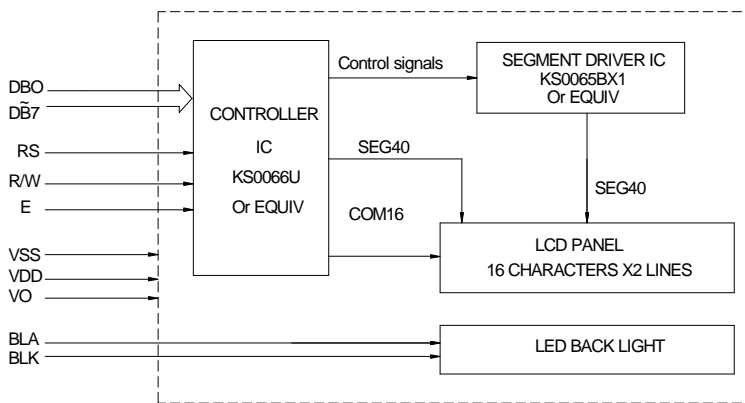 DBO
~
DB7
RS
R/W
E
VSS
VDD
VO
BLA
BLK
CONTROLLER
IC
KS0066U
Or EQUIV
Control signals
SEG40
COM16
SEGMENT DRIVER IC
KS0065BX1
Or EQUIV
SEG40
LCD PANEL
16 CHARACTERS X2 LINES
LED BACK LIGHT